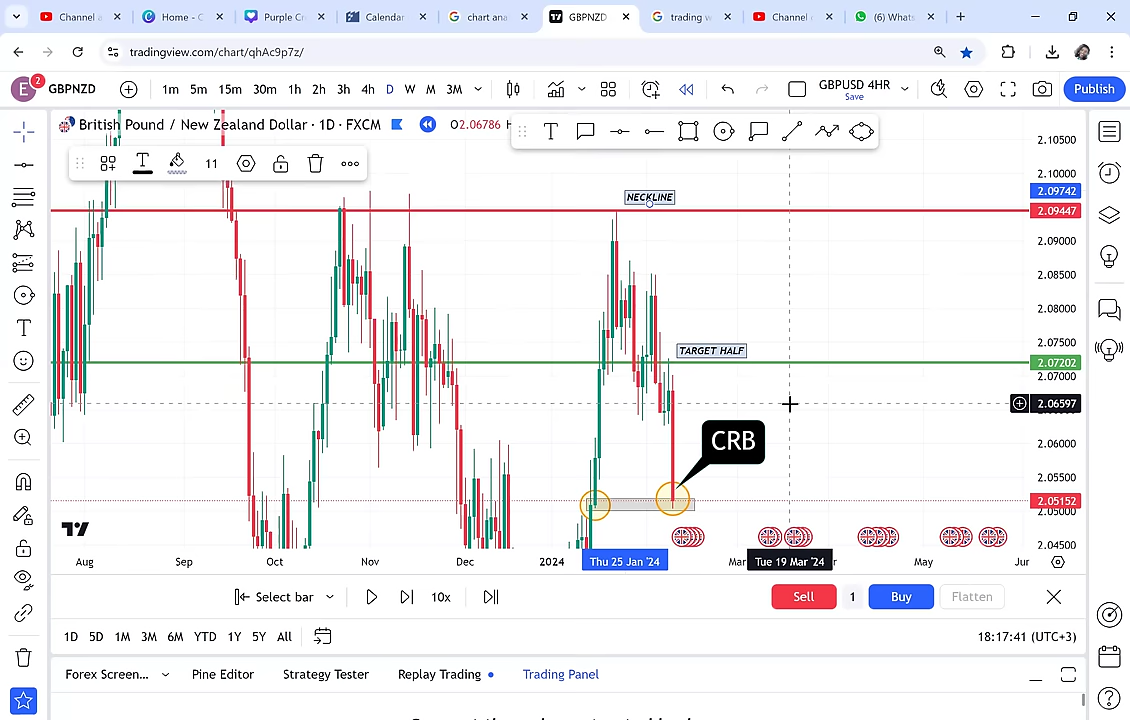 Channel a
Home - C
Purple Cr
Calendar
chart ana
GBPNZD
trading w
Channel
(6) Whats
tradingview.com/chart/qhAc9p7z/
E
2
GBPNZD
1m 5m 15m 30m 1h 2h 3h 4h D W M 3M
GBPUSD 4HR
Save
Publish
British Pound / New Zealand Dollar · 1D · FXCM
O2.06786 H
T
11
2.10500
2.10000
2.09742
2.09447
2.09000
2.08500
2.08000
2.07500
2.07202
2.07000
2.06597
2.06000
2.05500
2.05152
2.05000
2.04500
NECKLINE
TARGET HALF
CRB
Aug Sep Oct Nov Dec 2024 Thu 25 Jan '24 Mar Tue 19 Mar '24 May Jun
Select bar 10x Sell 1 Buy Flatten
1D 5D 1M 3M 6M YTD 1Y 5Y All 18:17:41 (UTC+3)
Forex Screen... Pine Editor Strategy Tester Replay Trading Trading Panel